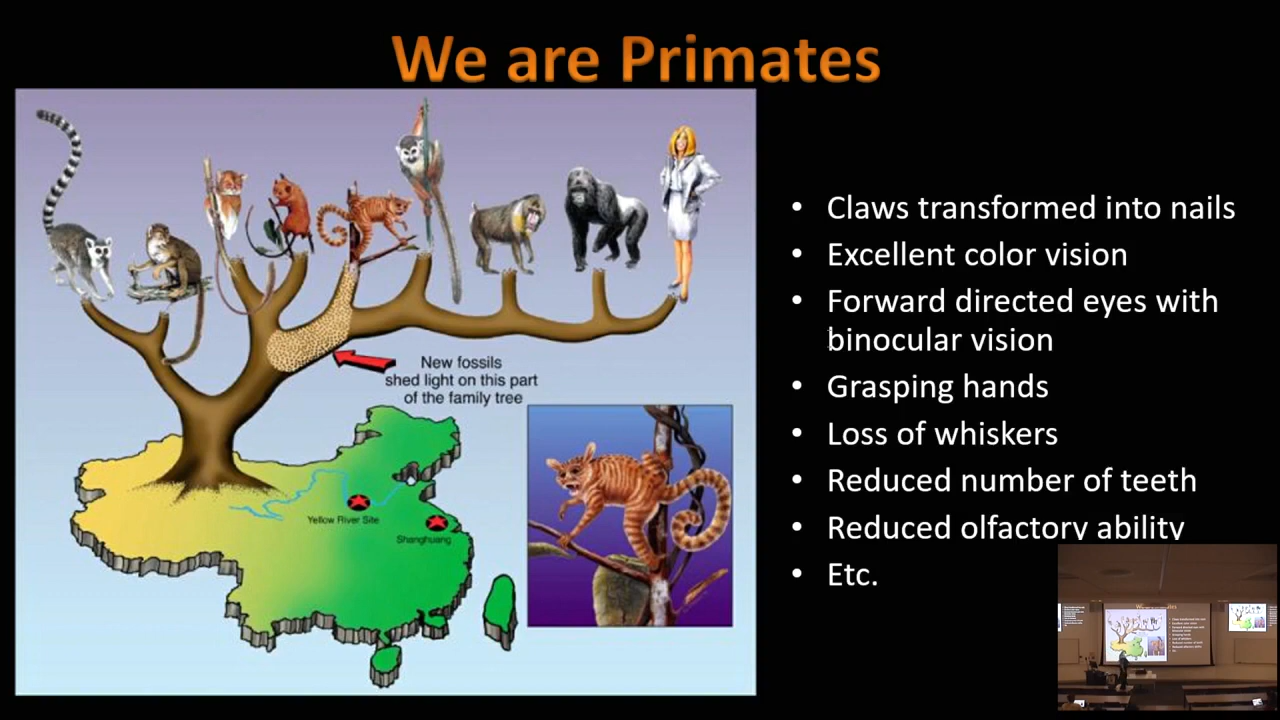 We are Primates
New fossils
shed light on this part
of the family tree
Yellow River Site
Shanghuang
• Claws transformed into nails
• Excellent color vision
• Forward directed eyes with
binocular vision
• Grasping hands
• Loss of whiskers
• Reduced number of teeth
• Reduced olfactory ability
• Etc.